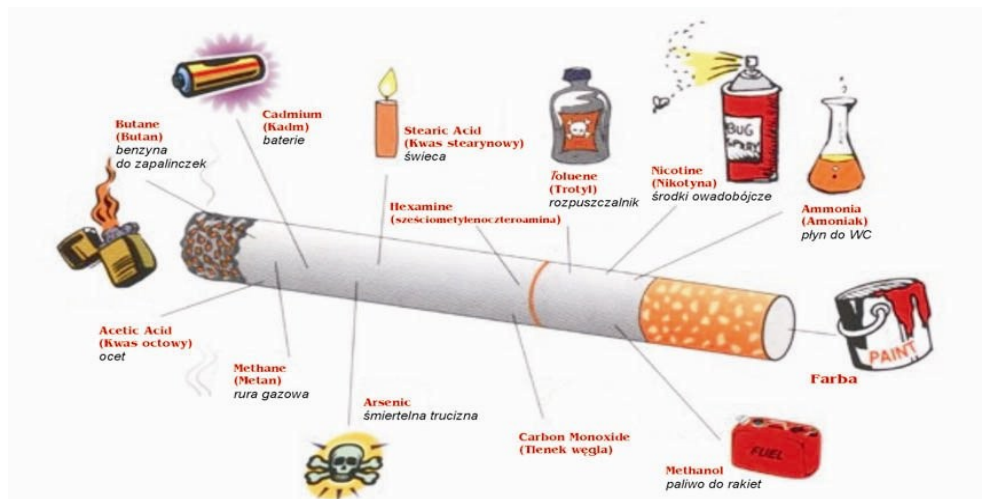 Cadmium
(Kadm)
baterie
Butane
(Butan)
benzyna
do zapalinczek
Stearic Acid
(Kwas stearynowy)
świeca
Hexamine
(sześciometylenoczteroamina)
Toluene
(Trotyl)
rozpuszczalnik
Nicotine
(Nikotyna)
środki owadobójcze
BUG
SPRAY
Ammonia
(Amoniak)
płyn do WC
Acetic Acid
(Kwas octowy)
ocet
Methane
(Metan)
rura gazowa
Arsenic
śmiertelna trucizna
Carbon Monoxide
(Tlenek węgla)
Methanol
paliwo do rakiet
FUEL
PAINT
Farba